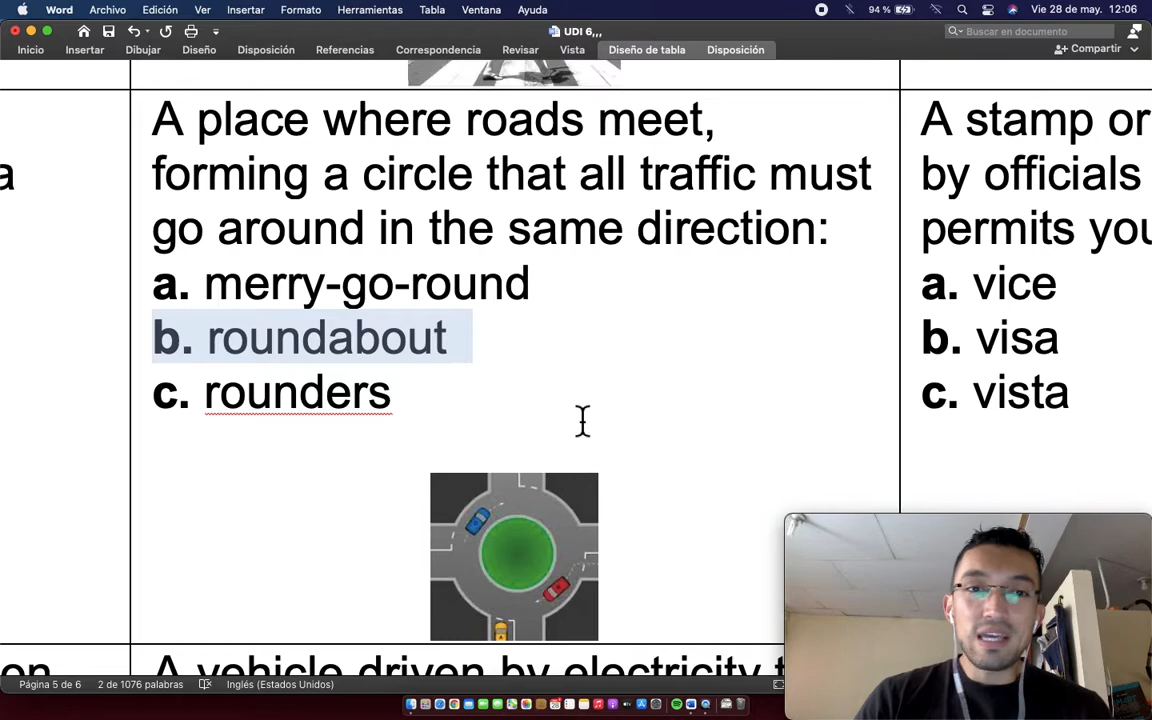 Word Archivo Edición Ver Insertar Formato Herramientas Tabla Ventana Ayuda 94 % Vie 28 de may. 12:06
UDI 6,,, Buscar en documento
Inicio Insertar Dibujar Diseño Disposición Referencias Correspondencia Revisar Vista Diseño de tabla Disposición Compartir
A place where roads meet,
forming a circle that all traffic must
go around in the same direction:
a. merry-go-round
b. roundabout
c. rounders
a
A stamp or
by officials
permits you
a. vice
b. visa
c. vista
on
A vehicle driven by electricity
Página 5 de 6 2 de 1076 palabras Inglés (Estados Unidos)